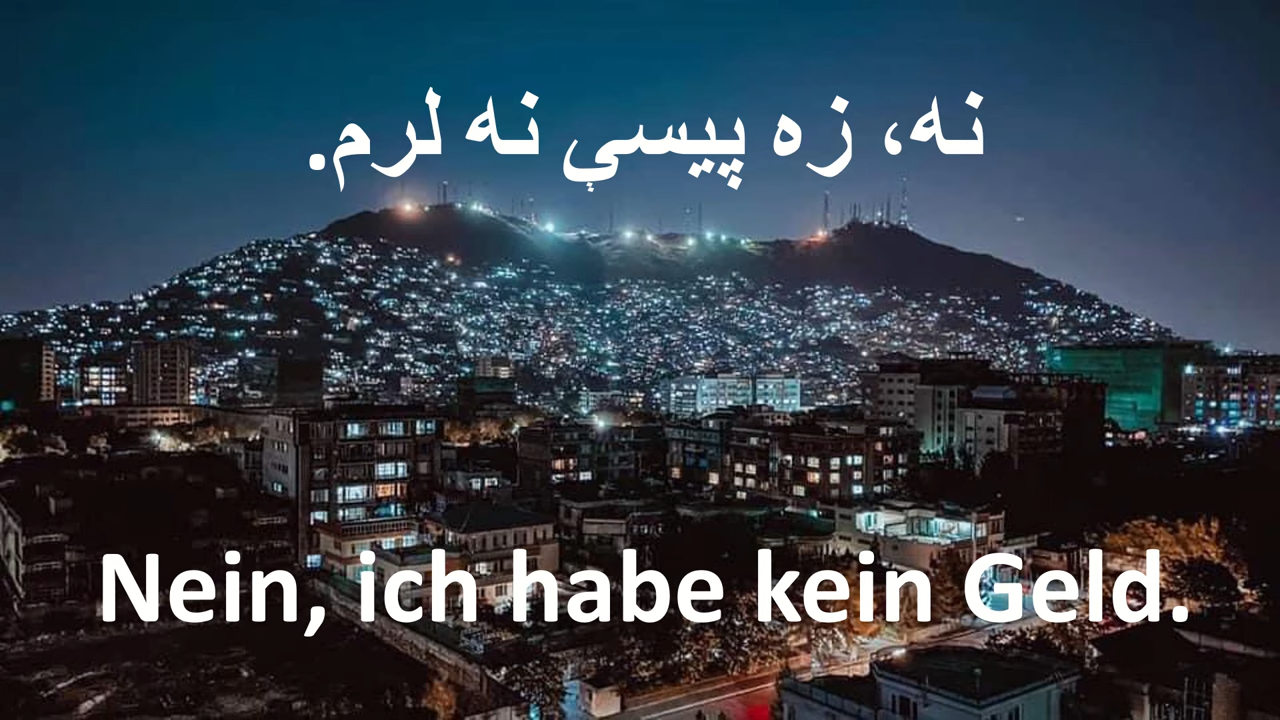 نه، زه پيسې نه لرم.
Nein, ich habe kein Geld.